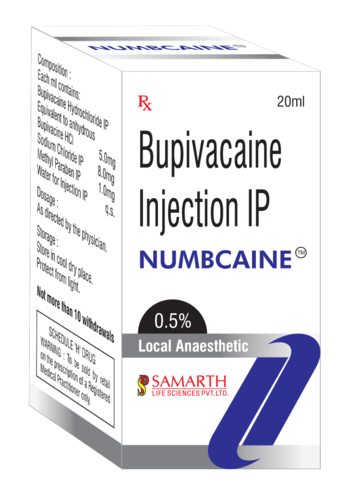 NUMBCAINE™
Composition :
Each ml contains:
Bupivacaine Hydrochloride IP
Equivalent to anhydrous
Bupivacine HCl 5.0mg
Sodium Chloride IP 8.0mg
Methyl Paraben IP 1.0mg
Water for Injection IP q.s.
Dosage :
As directed by the physician.
Storage :
Store in cool dry place.
Protect from light.
Not more than 10 withdrawals
SCHEDULE 'H' DRUG
WARNING : To be sold by retail
on the prescription of a Registered
Medical Practitioner only.
Rx
20ml
Bupivacaine
Injection IP
NUMBCAINE™
0.5%
Local Anaesthetic
SAMARTH
LIFE SCIENCES PVT.LTD.